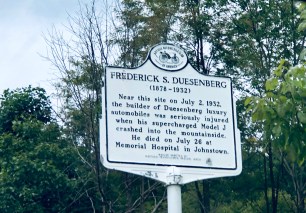 FREDERICK S. DUESENBERG
(1876-1932)
Near this site on July 2, 1932,
the builder of Duesenberg luxury
automobiles was seriously injured
when his supercharged Model J
crashed into the mountainside.
He died on July 26 at
Memorial Hospital in Johnstown.